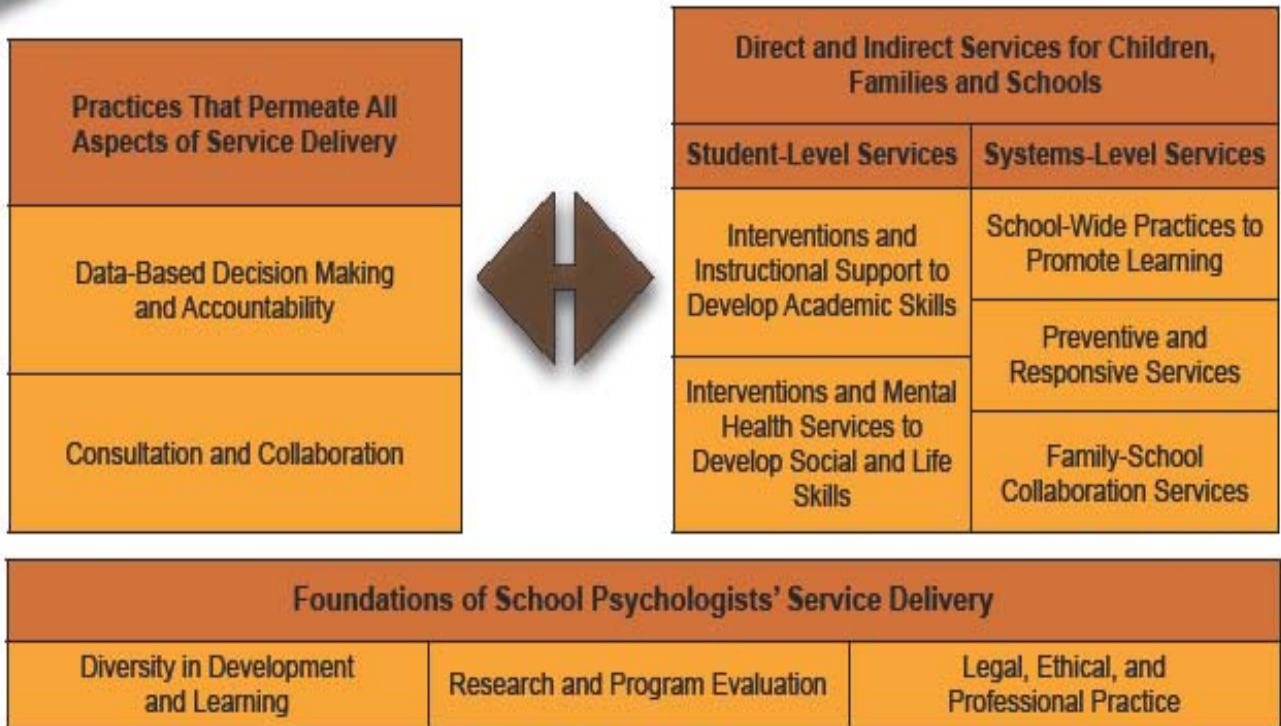 Practices That Permeate All
Aspects of Service Delivery
Data-Based Decision Making
and Accountability
Consultation and Collaboration
Direct and Indirect Services for Children,
Families and Schools
Student-Level Services
Systems-Level Services
Interventions and
Instructional Support to
Develop Academic Skills
Interventions and Mental
Health Services to
Develop Social and Life
Skills
School-Wide Practices to
Promote Learning
Preventive and
Responsive Services
Family-School
Collaboration Services
Foundations of School Psychologists’ Service Delivery
Diversity in Development
and Learning
Research and Program Evaluation
Legal, Ethical, and
Professional Practice